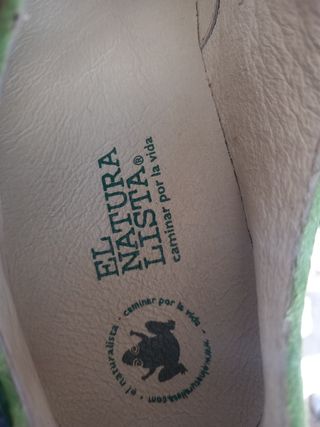 EL
NATURA
LISTA®
caminar por la vida
el naturalista · caminar por la vida · www.elnaturalista.com ·